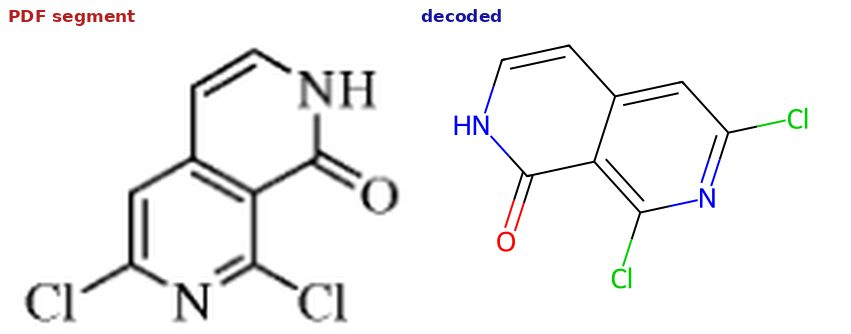 PDF segment
decoded
NH
O
Cl
N
Cl
Cl
HN
N
O
Cl